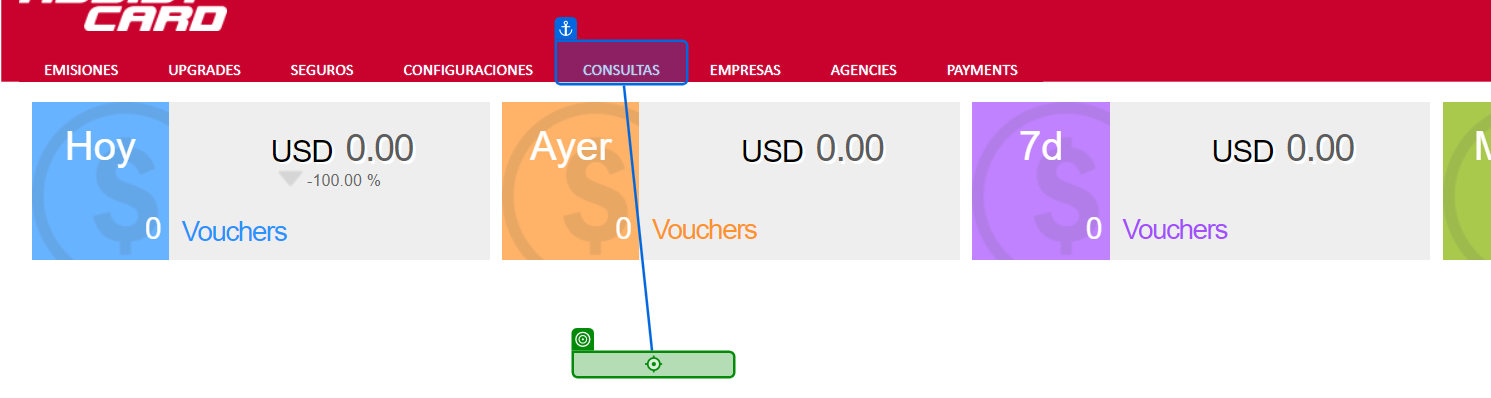 CARD
EMISIONES UPGRADES SEGUROS CONFIGURACIONES CONSULTAS EMPRESAS AGENCIES PAYMENTS
Hoy
USD 0.00
-100.00 %
0 Vouchers
Ayer
USD 0.00
0 Vouchers
7d
USD 0.00
0 Vouchers